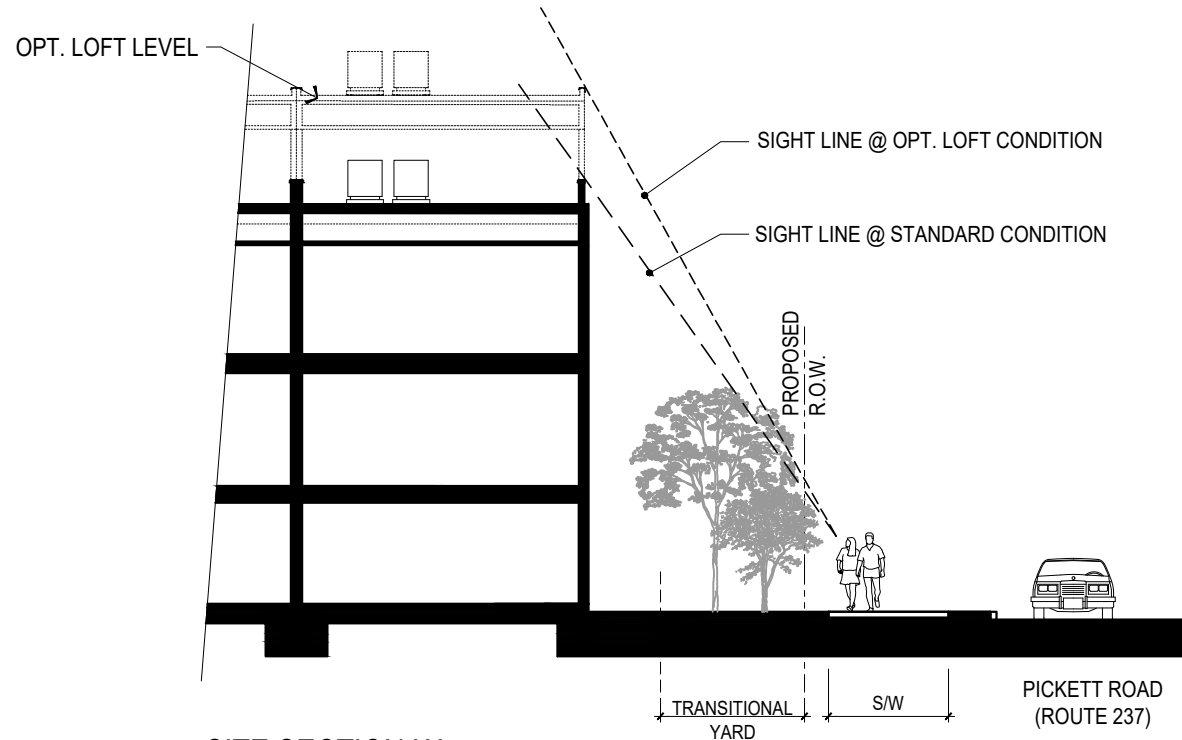 OPT. LOFT LEVEL
SIGHT LINE @ OPT. LOFT CONDITION
SIGHT LINE @ STANDARD CONDITION
PROPOSED
R.O.W.
TRANSITIONAL
YARD
S/W
PICKETT ROAD
(ROUTE 237)